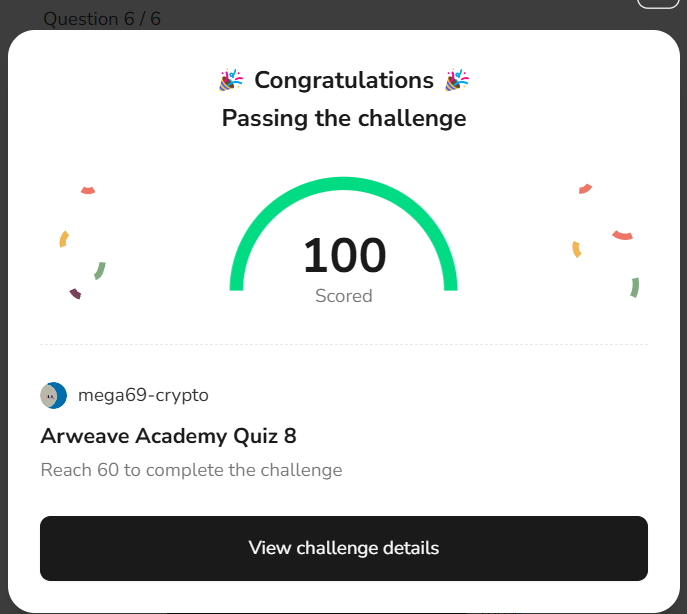 Question 6 / 6
🎉 Congratulations 🎉
Passing the challenge
100
Scored
mega69-crypto
Arweave Academy Quiz 8
Reach 60 to complete the challenge
View challenge details